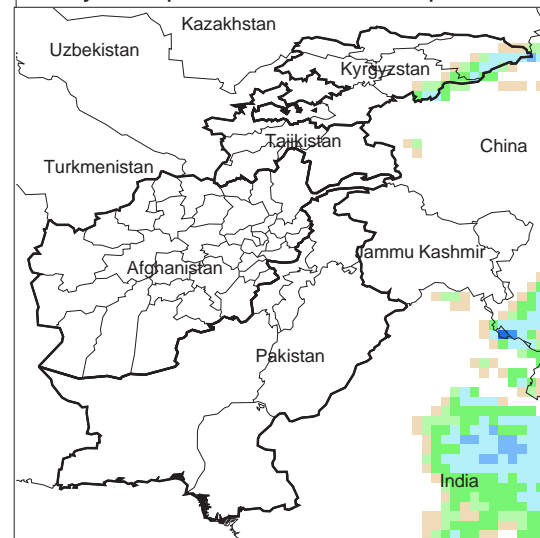 Kazakhstan
Uzbekistan
Kyrgyzstan
Tajikistan
China
Turkmenistan
Jammu Kashmir
Afghanistan
Pakistan
India